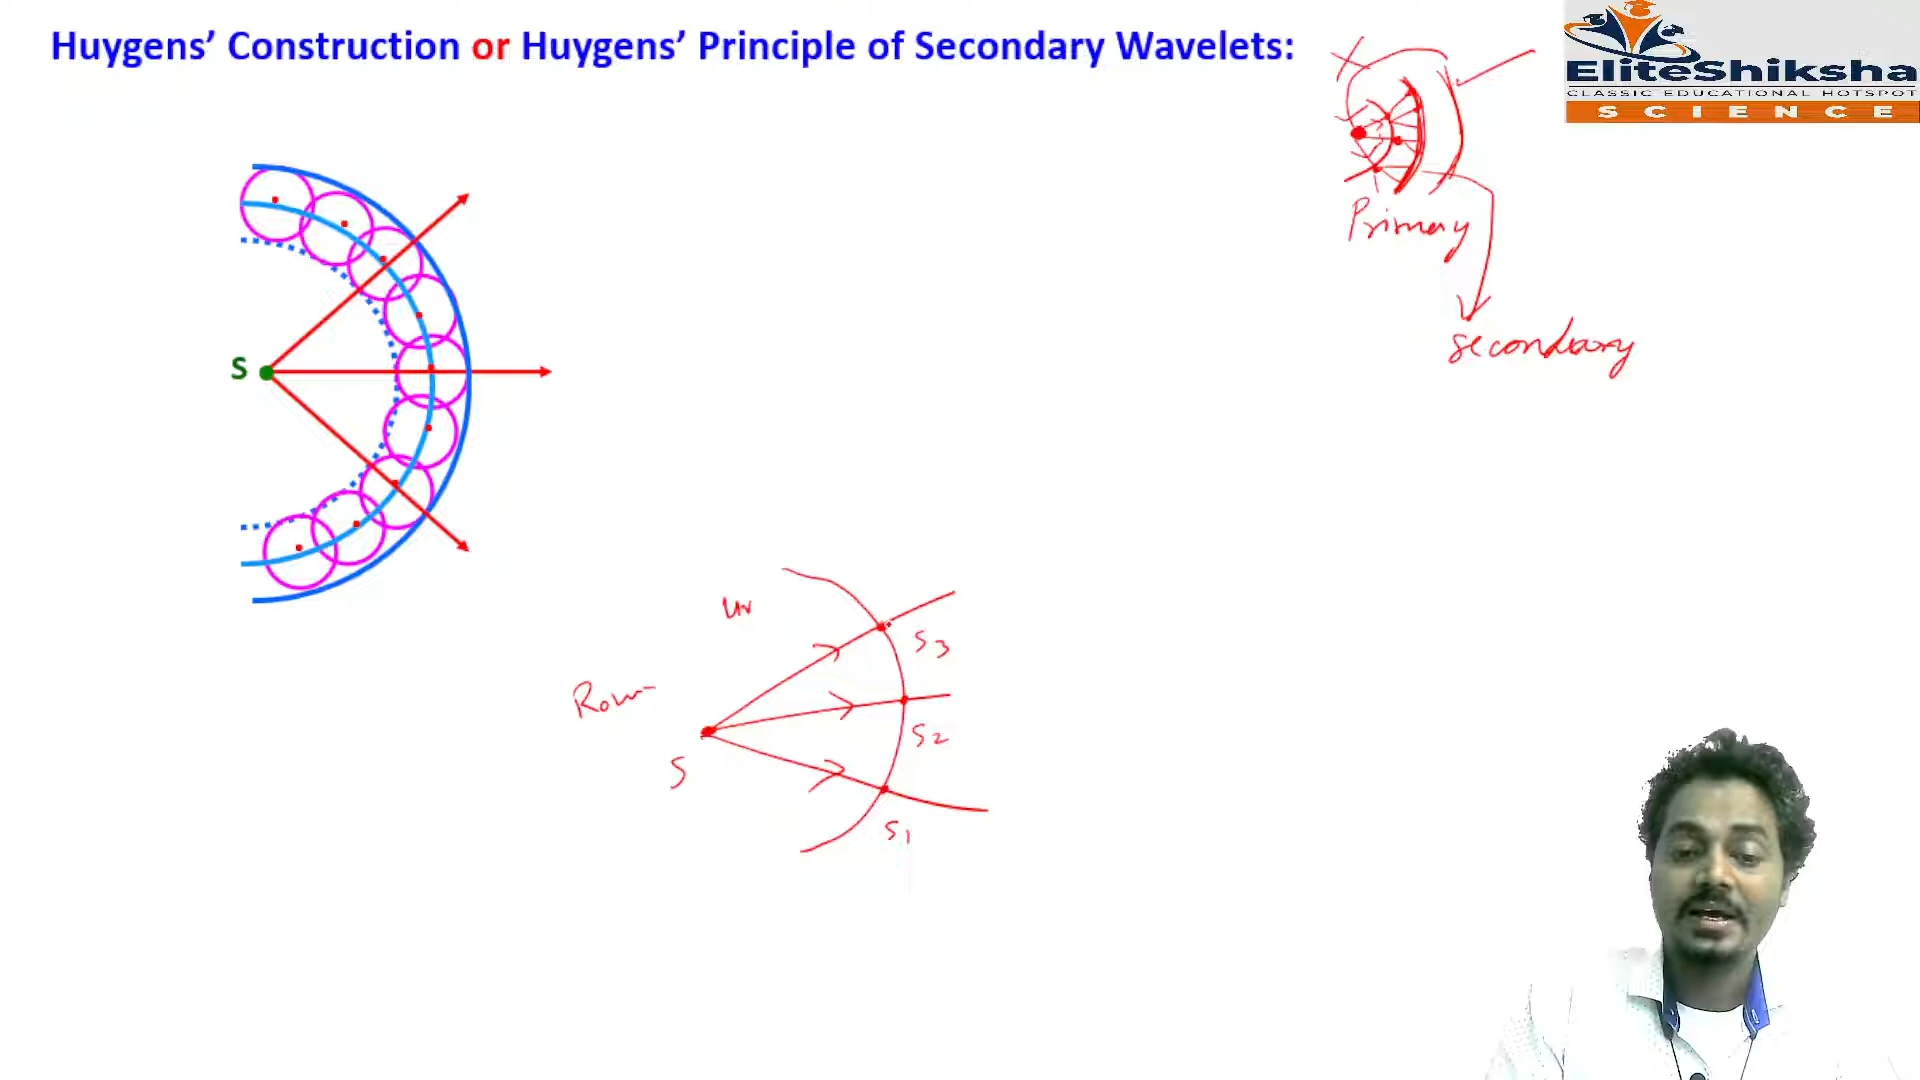 Huygens’ Construction or Huygens’ Principle of Secondary Wavelets:
EliteShiksha
CLASSIC EDUCATIONAL HOTSPOT
SCIENCE
Primary
secondary
S
S3
S2
S
S1